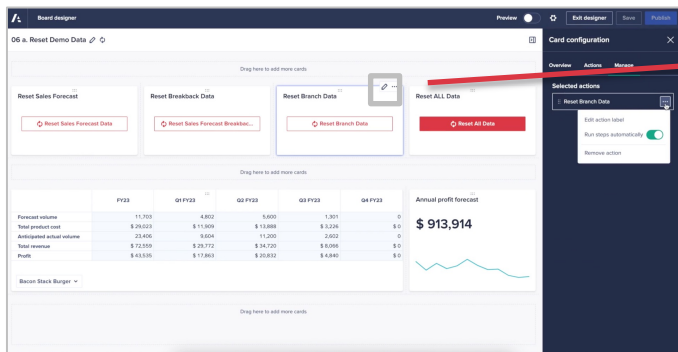 Board designer
Preview
Exit designer
Save
Publish
06 a. Reset Demo Data
Card configuration
Overview Actions Manage
Drag here to add more cards
Selected actions
Reset Sales Forecast
Reset Breakback Data
Reset Branch Data
Reset ALL Data
Reset Branch Data
Reset Sales Forecast Data
Reset Sales Forecast Breakbac...
Reset Branch Data
Reset All Data
Edit action label
Run steps automatically
Remove action
Drag here to add more cards
FY23 Q1 FY23 Q2 FY23 Q3 FY23 Q4 FY23
Forecast volume 11,703 4,802 5,600 1,301 0
Total product cost $ 29,023 $ 11,909 $ 13,888 $ 3,226 $ 0
Anticipated actual volume 23,406 9,604 11,200 2,602 0
Total revenue $ 72,559 $ 29,772 $ 34,720 $ 8,066 $ 0
Profit $ 43,535 $ 17,863 $ 20,832 $ 4,840 $ 0
Annual profit forecast
$ 913,914
Bacon Stack Burger
Drag here to add more cards